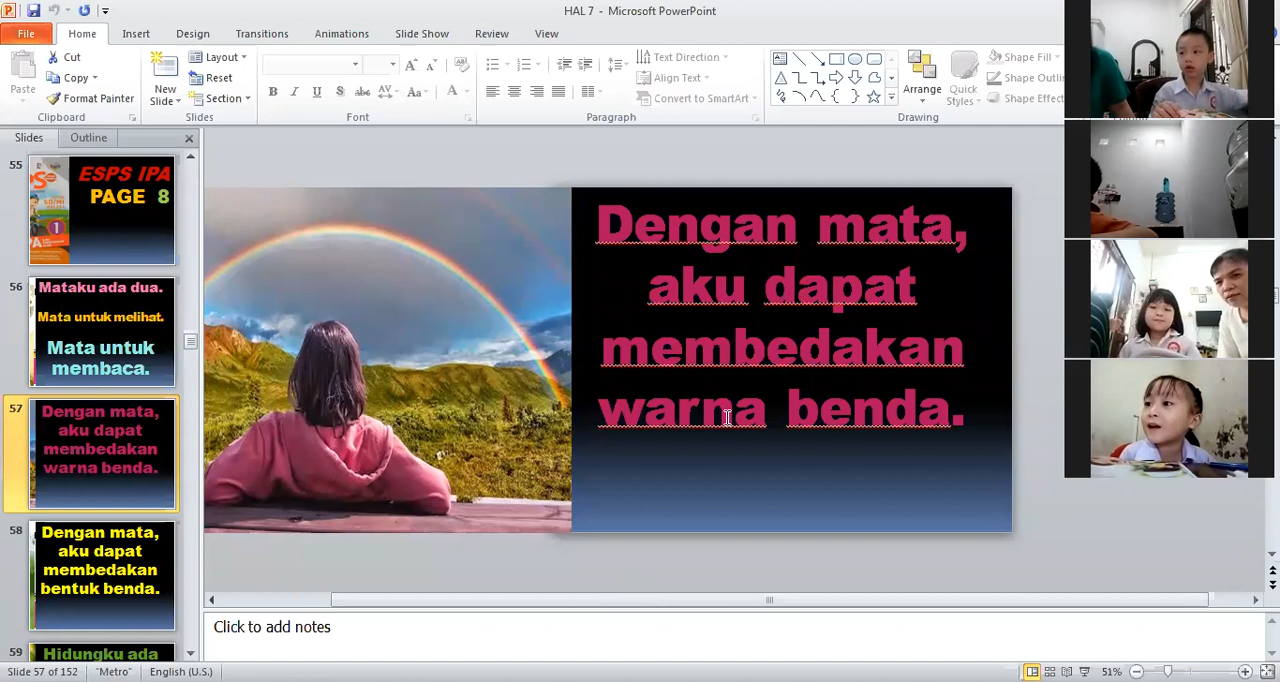 HAL 7 - Microsoft PowerPoint
File Home Insert Design Transitions Animations Slide Show Review View
Paste
Cut
Copy
Format Painter
Clipboard
New Slide
Layout
Reset
Section
Slides
B I U S abc AV Aa A
Font
Text Direction
Align Text
Convert to SmartArt
Paragraph
Arrange
Quick Styles
Shape Fill
Shape Outli
Shape Effect
Drawing
Slides Outline
55
ESPS IPA
PAGE 8
56
Mataku ada dua.
Mata untuk melihat.
Mata untuk
membaca.
57
Dengan mata,
aku dapat
membedakan
warna benda.
58
Dengan mata,
aku dapat
membedakan
bentuk benda.
59
Hidungku ada
Dengan mata,
aku dapat
membedakan
warna benda.
Click to add notes
Slide 57 of 152 "Metro" English (U.S.) 51%